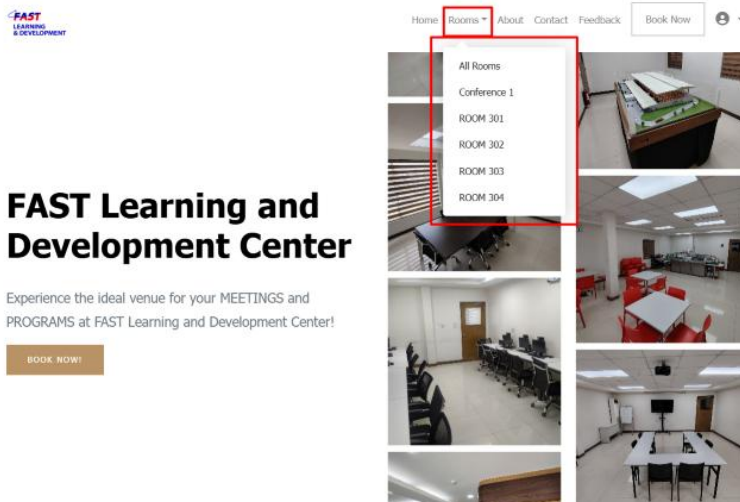 FAST
LEARNING
& DEVELOPMENT
Home Rooms About Contact Feedback Book Now
All Rooms
Conference 1
ROOM 301
ROOM 302
ROOM 303
ROOM 304
FAST Learning and
Development Center
Experience the ideal venue for your MEETINGS and
PROGRAMS at FAST Learning and Development Center!
BOOK NOW!